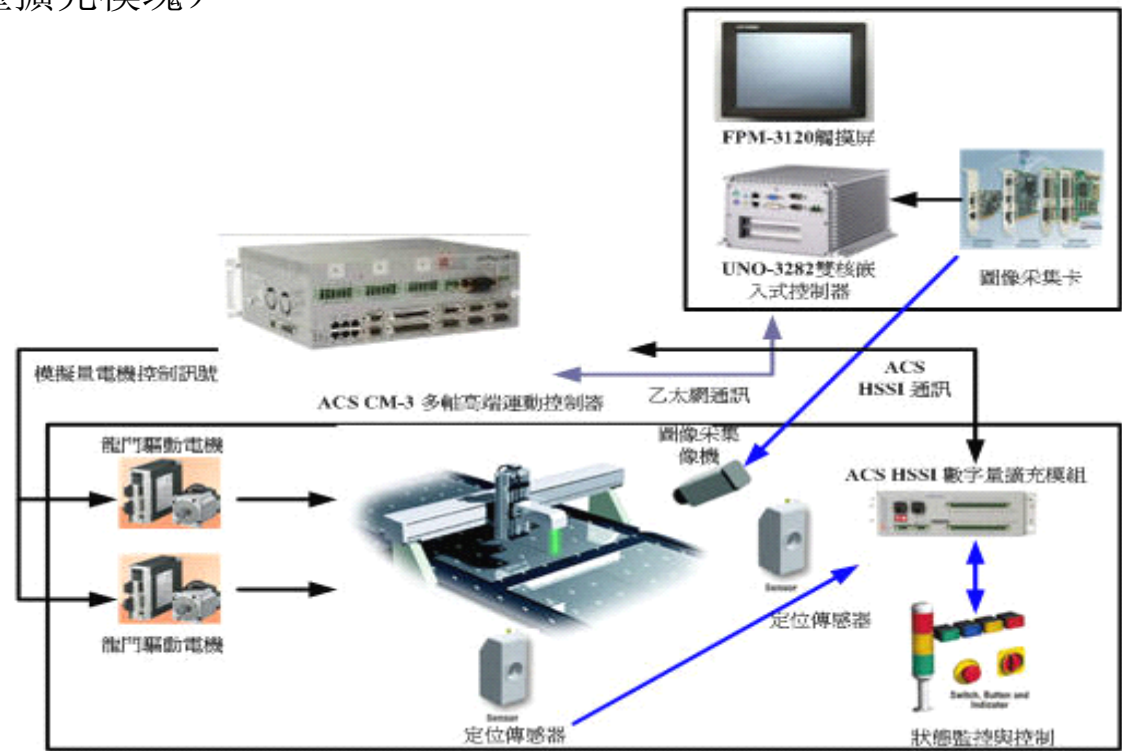 擴充模塊）
FPM-3120觸摸屏
UNO-3282雙核嵌
入式控制器
圖像采集卡
模擬量電機控制訊號
ACS CM-3 多軸高端運動控制器
乙太網通訊
ACS
HSSI 通訊
龍門驅動電機
圖像采集
像機
ACS HSSI 數字量擴充模組
Sensor
定位傳感器
龍門驅動電機
Sensor
定位傳感器
Switch, Button and
Indicator
狀態監控與控制